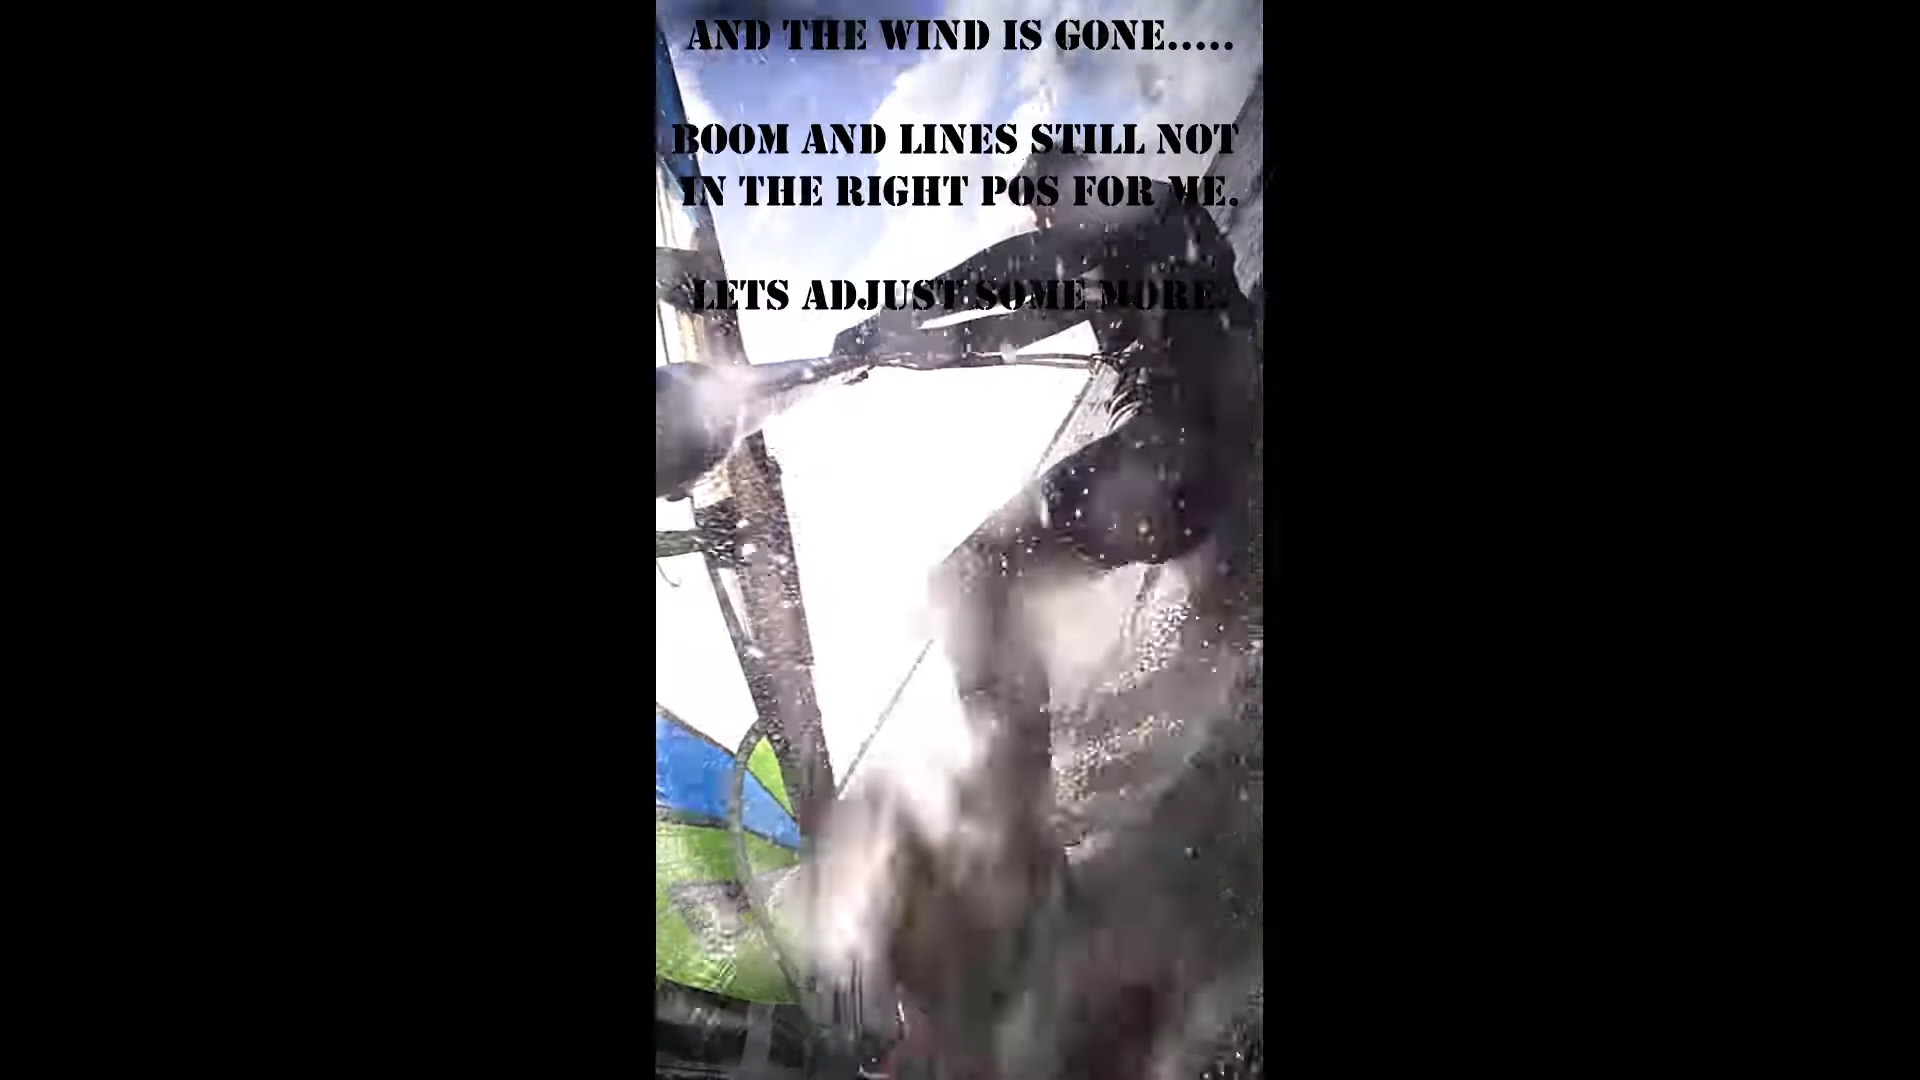 AND THE WIND IS GONE.....
BOOM AND LINES STILL NOT
IN THE RIGHT POS FOR ME.
LETS ADJUST SOME MORE.